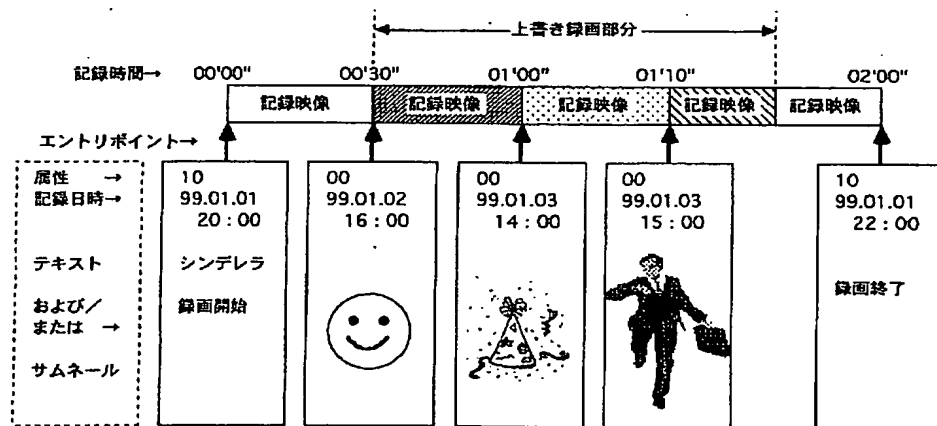 上書き録画部分
記録時間→ 00'00" 00'30" 01'00" 01'10" 02'00"
記録映像 記録映像 記録映像 記録映像 記録映像
エントリポイント→
属性 → 10 00 00 00 10
記録日時→ 99.01.01 99.01.02 99.01.03 99.01.03 99.01.01
20：00 16：00 14：00 15：00 22：00
テキスト シンデレラ
および/ 録画開始 録画終了
または →
サムネール